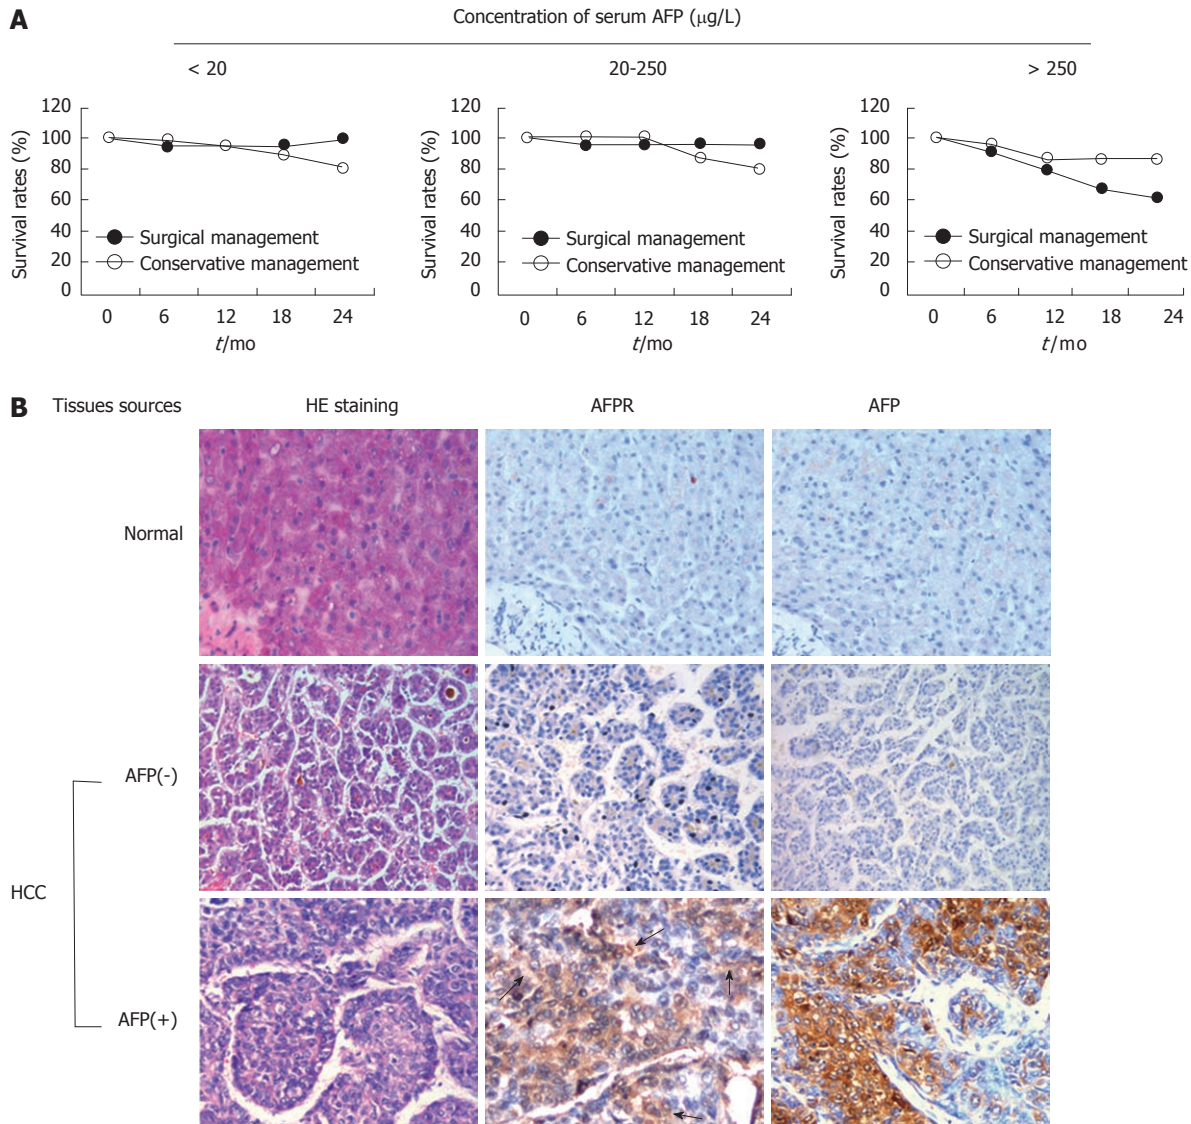 A
Concentration of serum AFP (μg/L)
< 20
20-250
> 250
Survival rates (%)
120
100
80
60
40
20
0
Surgical management
Conservative management
0 6 12 18 24
t/mo
Survival rates (%)
120
100
80
60
40
20
0
Surgical management
Conservative management
0 6 12 18 24
t/mo
Survival rates (%)
120
100
80
60
40
20
0
Surgical management
Conservative management
0 6 12 18 24
t/mo
B
Tissues sources HE staining AFPR AFP
Normal
HCC
AFP(-)
AFP(+)